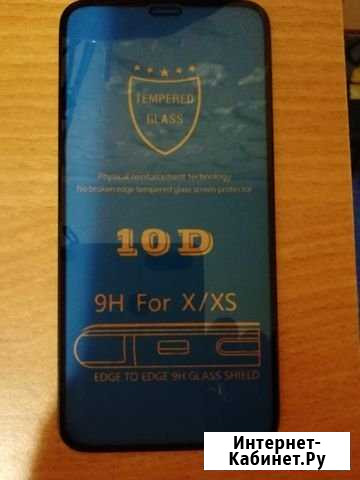 TEMPERED
GLASS
Physical reinforcement technology
No broken edge tempered glass screen protector
10D
9H For X/XS
EDGE TO EDGE 9H GLASS SHIELD
Интернет-
Кабинет.Ру